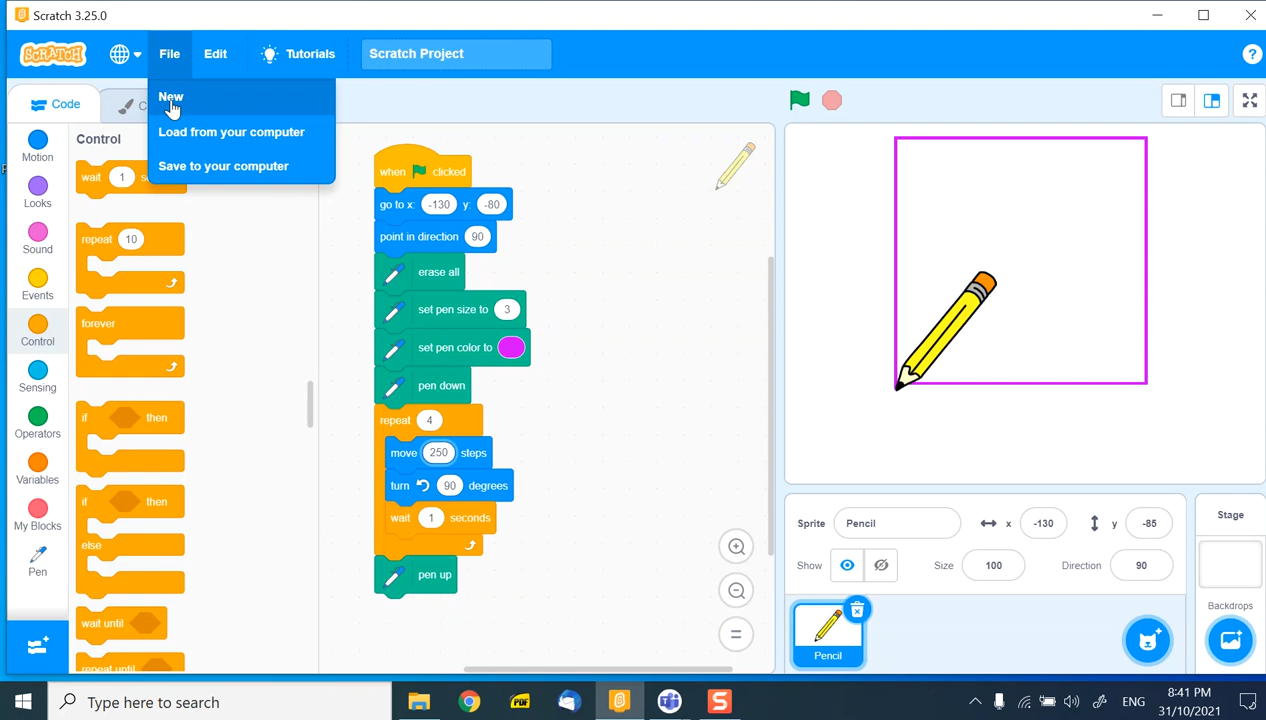 Scratch 3.25.0
SCRATCH File Edit Tutorials Scratch Project
?
New
Load from your computer
Save to your computer
Code
C
Motion
Looks
Sound
Events
Control
Sensing
Operators
Variables
My Blocks
Pen
Control
wait 1 s
repeat 10
forever
if then
if then
else
wait until
repeat until
when clicked
go to x: -130 y: -80
point in direction 90
erase all
set pen size to 3
set pen color to
pen down
repeat 4
move 250 steps
turn 90 degrees
wait 1 seconds
pen up
Sprite Pencil x -130 y -85
Show Size 100 Direction 90
Pencil
Stage
Backdrops
Type here to search
PDF
S
ENG
8:41 PM
31/10/2021